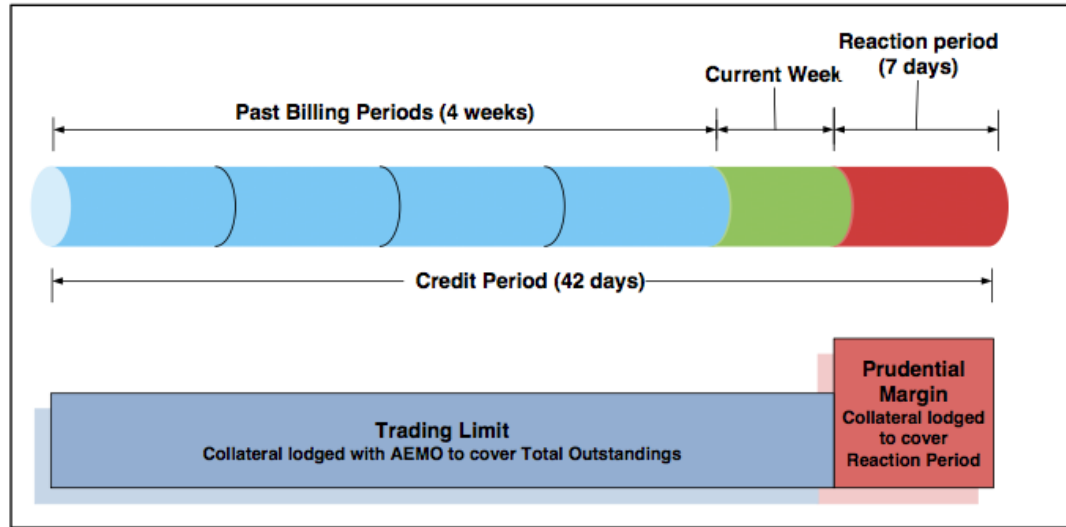 Reaction period
(7 days)
Current Week
Past Billing Periods (4 weeks)
Credit Period (42 days)
Trading Limit
Collateral lodged with AEMO to cover Total Outstandings
Prudential
Margin
Collateral lodged
to cover
Reaction Period